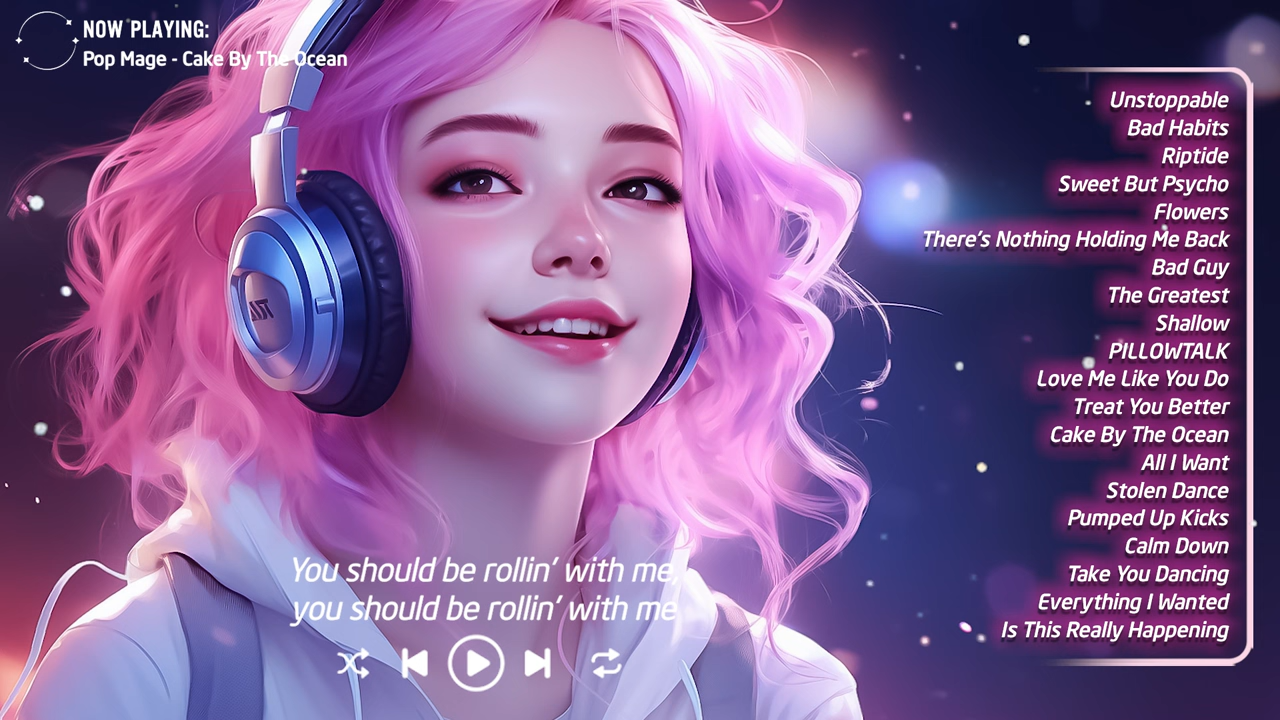 NOW PLAYING:
Pop Mage - Cake By The Ocean
Unstoppable
Bad Habits
Riptide
Sweet But Psycho
Flowers
There's Nothing Holding Me Back
Bad Guy
The Greatest
Shallow
PILLOWTALK
Love Me Like You Do
Treat You Better
Cake By The Ocean
All I Want
Stolen Dance
Pumped Up Kicks
Calm Down
Take You Dancing
Everything I Wanted
Is This Really Happening
You should be rollin' with me,
you should be rollin' with me